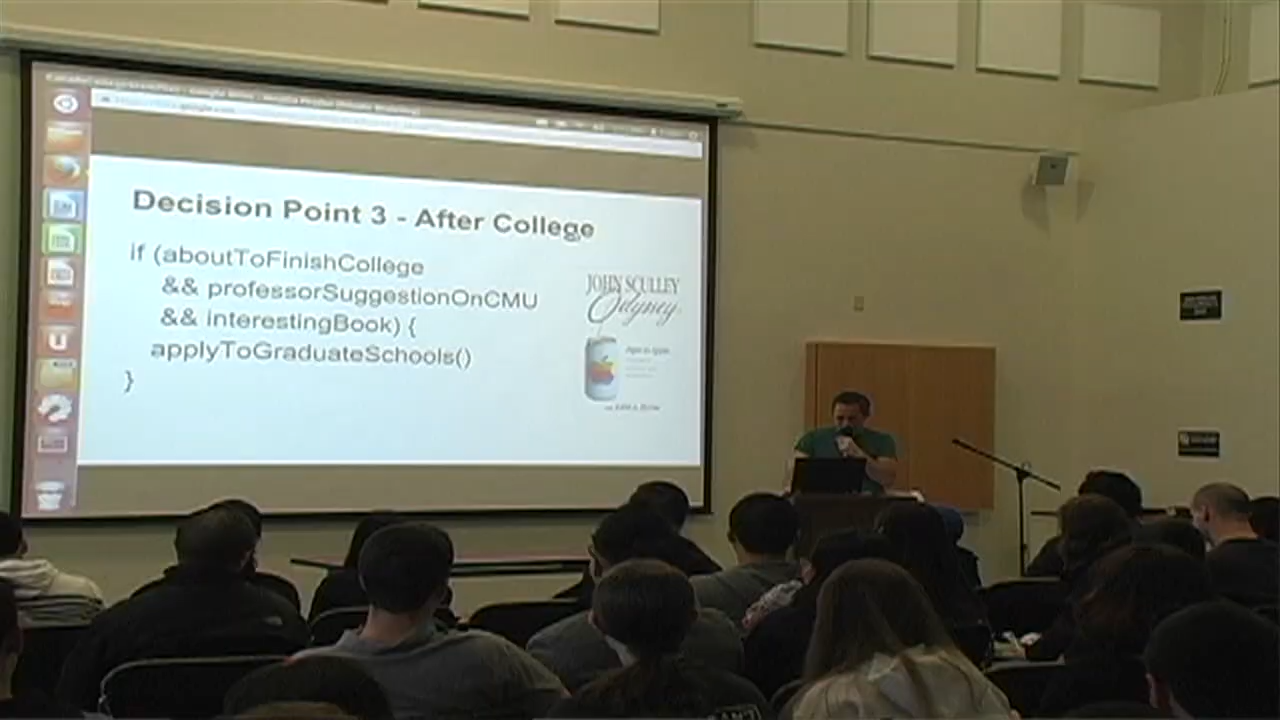 Decision Point 3 - After College
if (aboutToFinishCollege
&& professorSuggestionOnCMU
&& interestingBook) {
applyToGraduateSchools()
}
JOHN SCULLEY
Odyssey